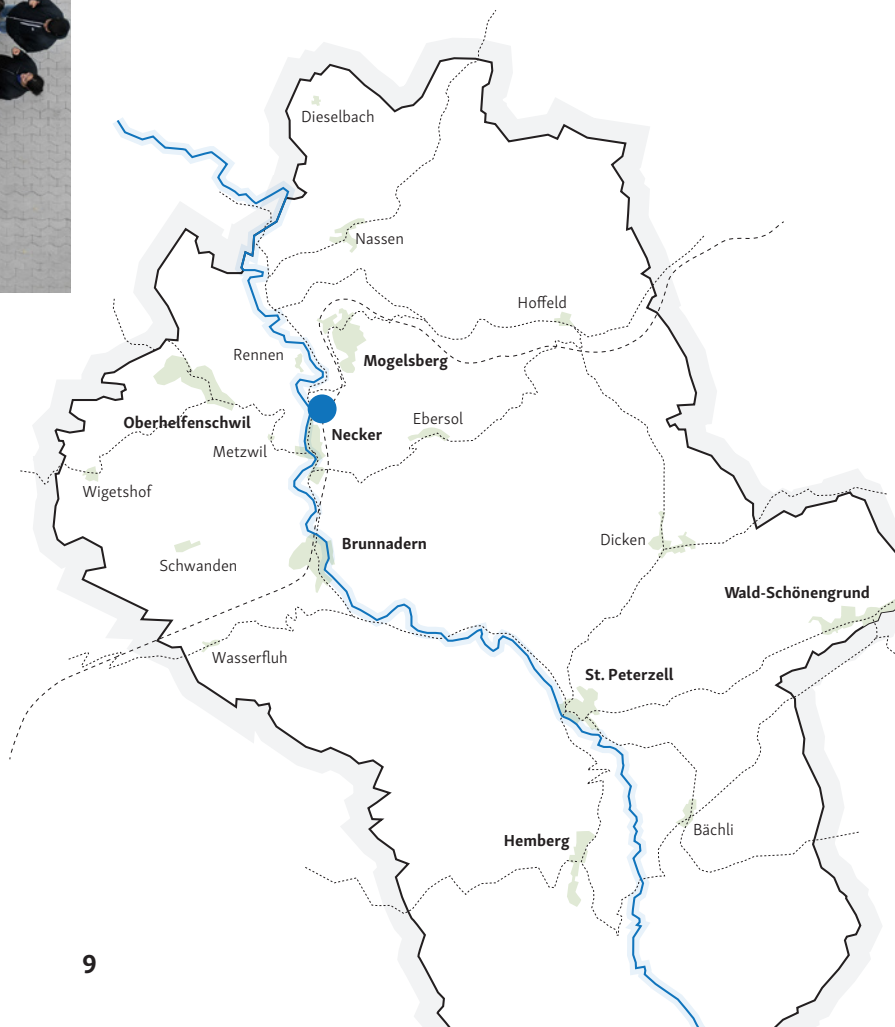 Dieselbach
Nassen
Hoffeld
Rennen
Mogelsberg
Oberhelfenschwil
Ebersol
Necker
Metzwil
Wigetshof
Dicken
Brunnadern
Schwanden
Wald-Schönengrund
Wasserfluh
St. Peterzell
Bächli
Hemberg
9